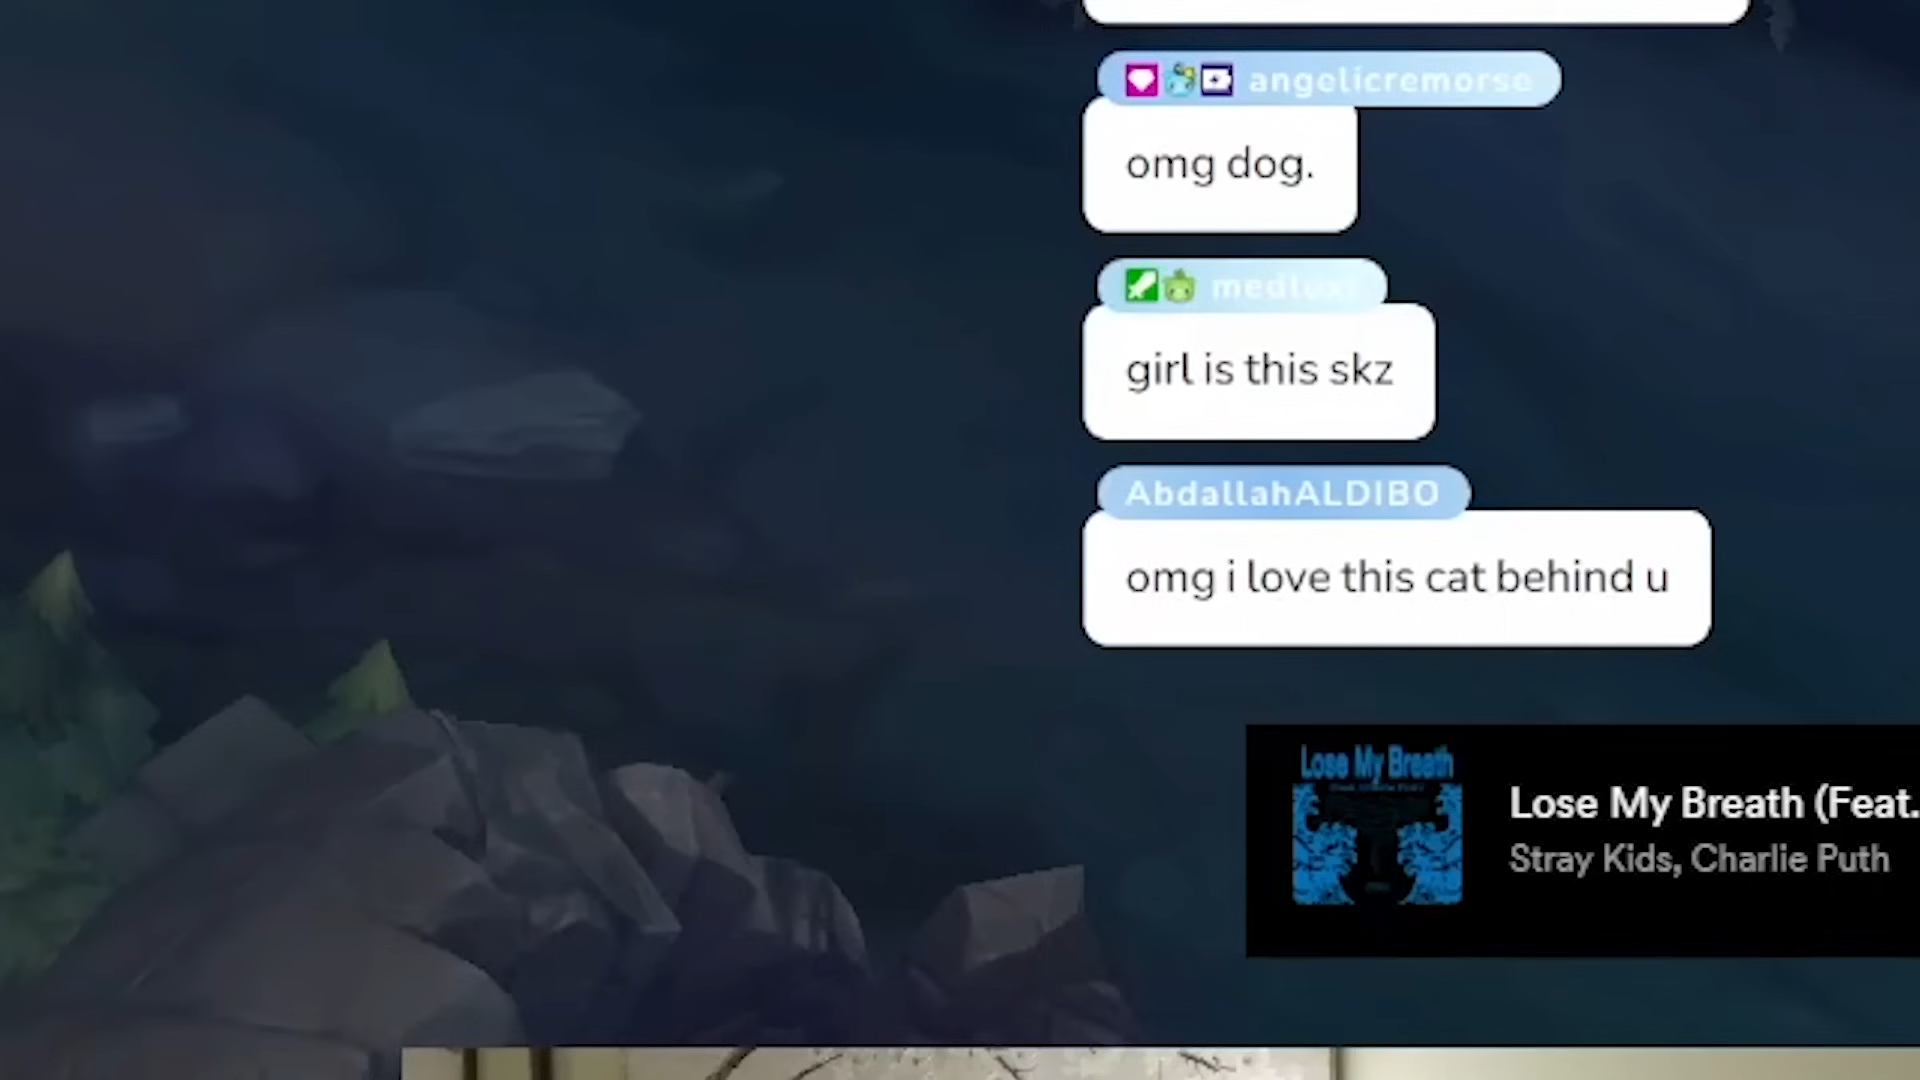 angelicremorse
omg dog.
girl is this skz
AbdallahALDIBO
omg i love this cat behind u
Lose My Breath
Lose My Breath (Feat.
Stray Kids, Charlie Puth